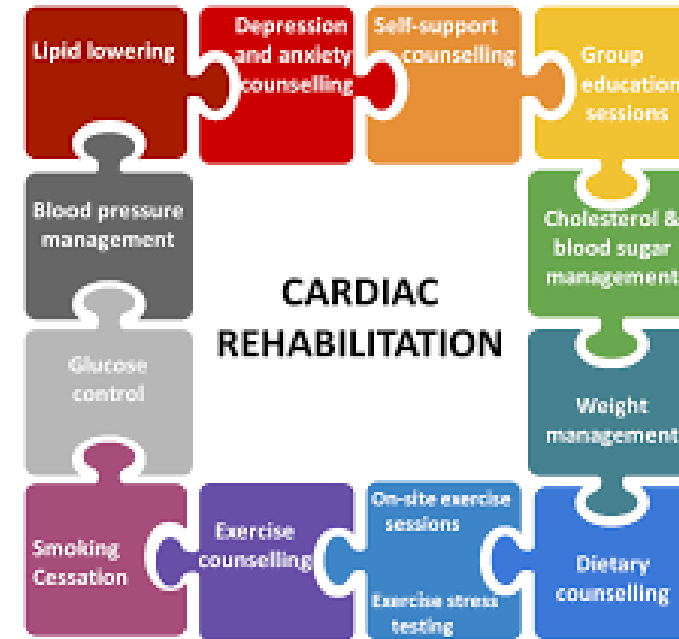 Lipid lowering
Depression
and anxiety
counselling
Self-support
counselling
Group
education
sessions
Blood pressure
management
Cholesterol &
blood sugar
management
CARDIAC
REHABILITATION
Glucose
control
Weight
management
Smoking
Cessation
Exercise
counselling
On-site exercise
sessions
Exercise stress
testing
Dietary
counselling